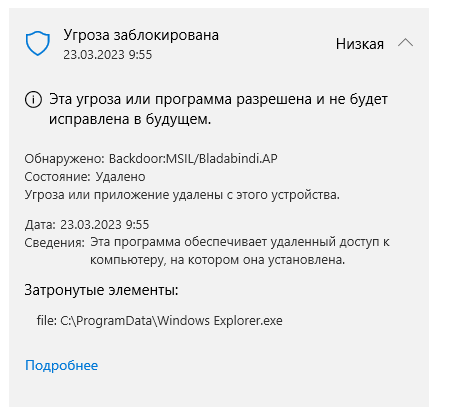 Угроза заблокирована
23.03.2023 9:55
Низкая
Эта угроза или программа разрешена и не будет
исправлена в будущем.
Обнаружено: Backdoor:MSIL/Bladabindi.AP
Состояние: Удалено
Угроза или приложение удалены с этого устройства.
Дата: 23.03.2023 9:55
Сведения: Эта программа обеспечивает удаленный доступ к
компьютеру, на котором она установлена.
Затронутые элементы:
file: C:\ProgramData\Windows Explorer.exe
Подробнее